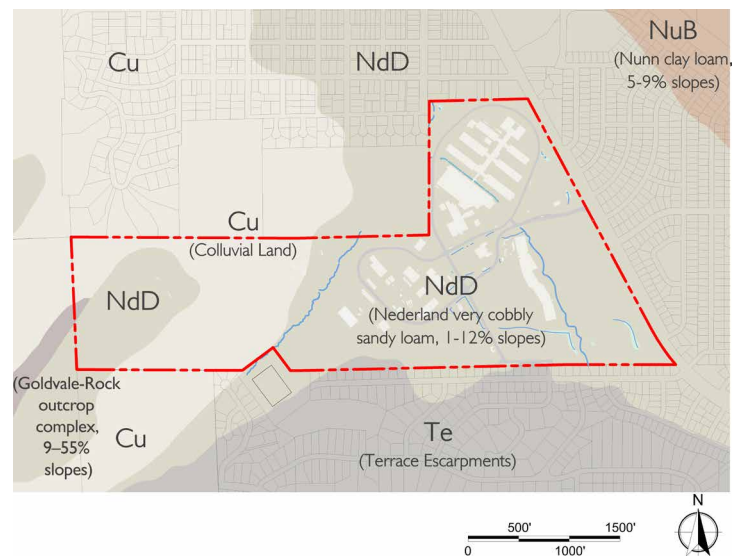 NuB
(Nunn clay loam,
5-9% slopes)
Cu
NdD
Cu
(Colluvial Land)
NdD
NdD
(Nederland very cobbly
sandy loam, 1-12% slopes)
(Goldvale-Rock
outcrop
complex,
9–55%
slopes)
Cu
Te
(Terrace Escarpments)
N
500' 1500'
0 1000'